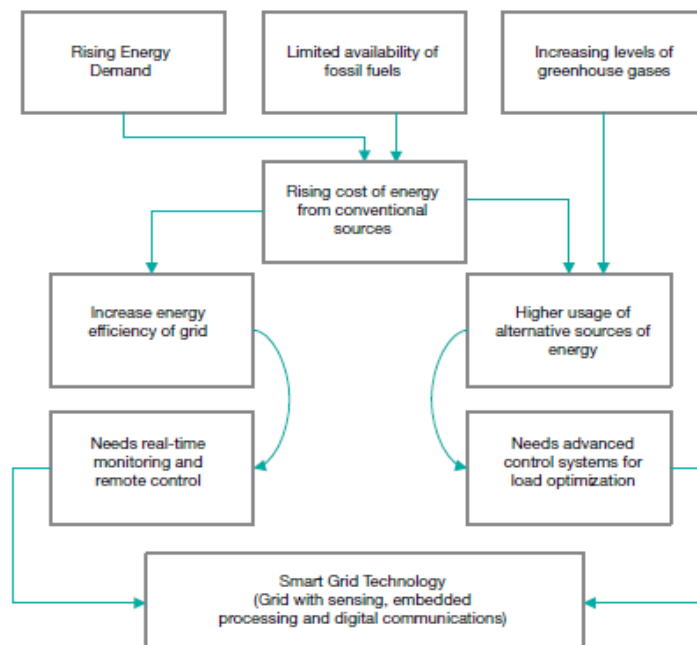 Rising Energy
Demand
Limited availability of
fossil fuels
Increasing levels of
greenhouse gases
Rising cost of energy
from conventional
sources
Increase energy
efficiency of grid
Higher usage of
alternative sources of
energy
Needs real-time
monitoring and
remote control
Needs advanced
control systems for
load optimization
Smart Grid Technology
(Grid with sensing, embedded
processing and digital communications)